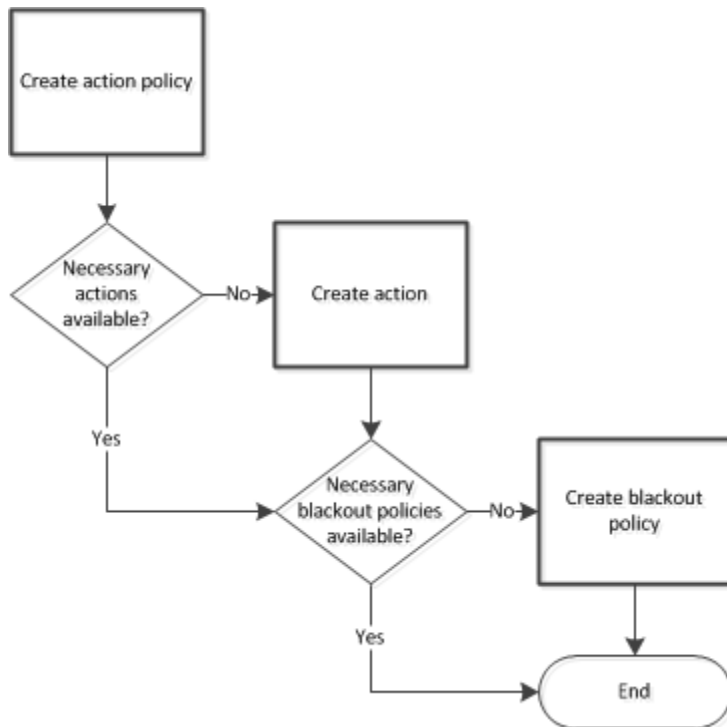 Create action policy
Necessary
actions
available?
No
Create action
Yes
Necessary
blackout policies
available?
No
Create blackout
policy
Yes
End